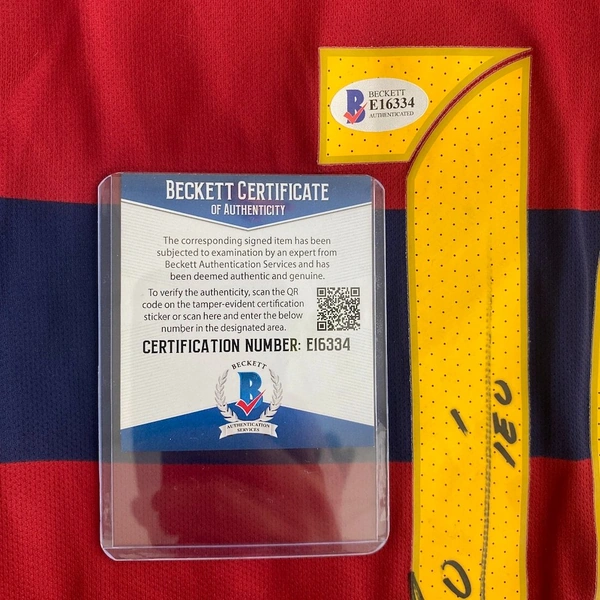 BECKETT
E16334
AUTHENTICATED
BECKETT CERTIFICATE
OF AUTHENTICITY
The corresponding signed item has been
subjected to examination by an expert from
Beckett Authentication Services and has
been deemed authentic and genuine.
To verify the authenticity, scan the QR
code on the tamper-evident certification
sticker or scan here and enter the below
number in the designated area.
CERTIFICATION NUMBER: E16334
BECKETT
B
AUTHENTICATION
SERVICES
1